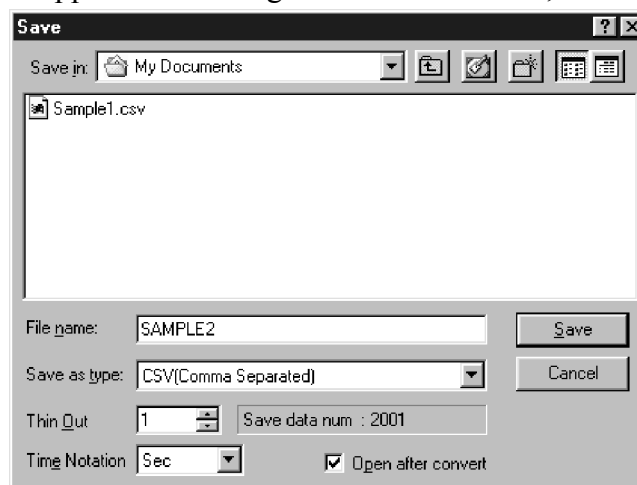 Save
Save in: My Documents
Sample1.csv
File name: SAMPLE2 Save
Save as type: CSV(Comma Separated) Cancel
Thin Out 1 Save data num : 2001
Time Notation Sec Open after convert